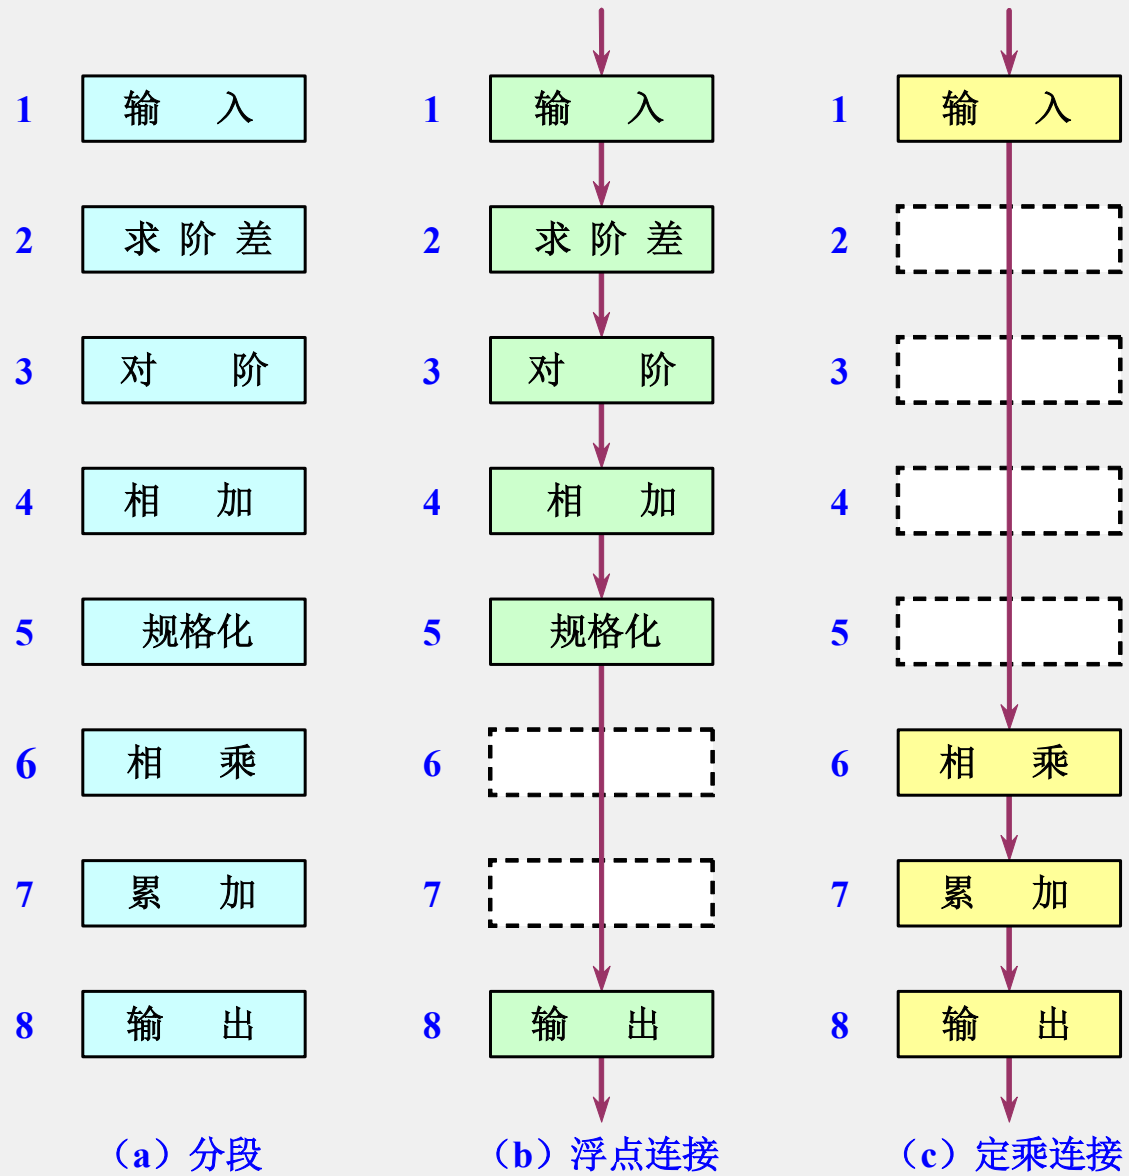 1 输 入 1 输 入 1 输 入
2 求 阶 差 2 求 阶 差 2
3 对 阶 3 对 阶 3
4 相 加 4 相 加 4
5 规格化 5 规格化 5
6 相 乘 6 6 相 乘
7 累 加 7 7 累 加
8 输 出 8 输 出 8 输 出
（a）分段 （b）浮点连接 （c）定乘连接